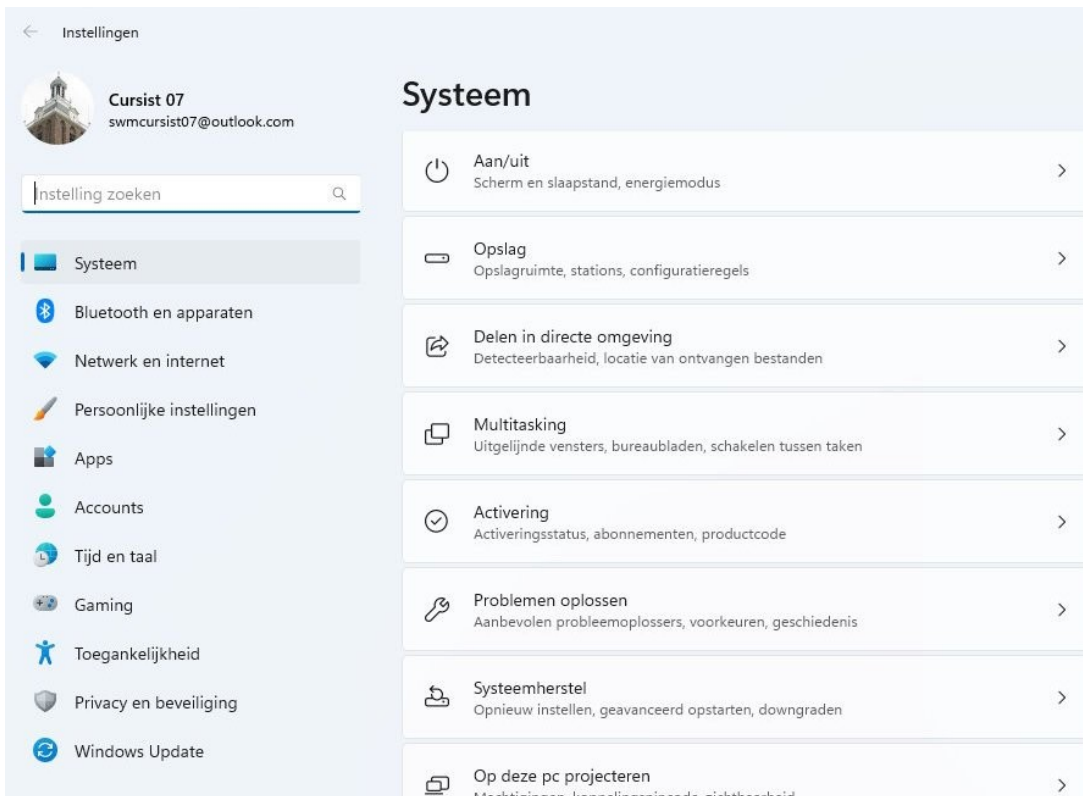 Instellingen
Cursist 07
swmcursist07@outlook.com
Instelling zoeken
Systeem
Bluetooth en apparaten
Netwerk en internet
Persoonlijke instellingen
Apps
Accounts
Tijd en taal
Gaming
Toegankelijkheid
Privacy en beveiliging
Windows Update
Systeem
Aan/uit
Scherm en slaapstand, energiemodus
Opslag
Opslagruimte, stations, configuratieregels
Delen in directe omgeving
Detecteerbaarheid, locatie van ontvangen bestanden
Multitasking
Uitgelijnde vensters, bureaubladen, schakelen tussen taken
Activering
Activeringsstatus, abonnementen, productcode
Problemen oplossen
Aanbevolen probleemoplossers, voorkeuren, geschiedenis
Systeemherstel
Opnieuw instellen, geavanceerd opstarten, downgraden
Op deze pc projecteren